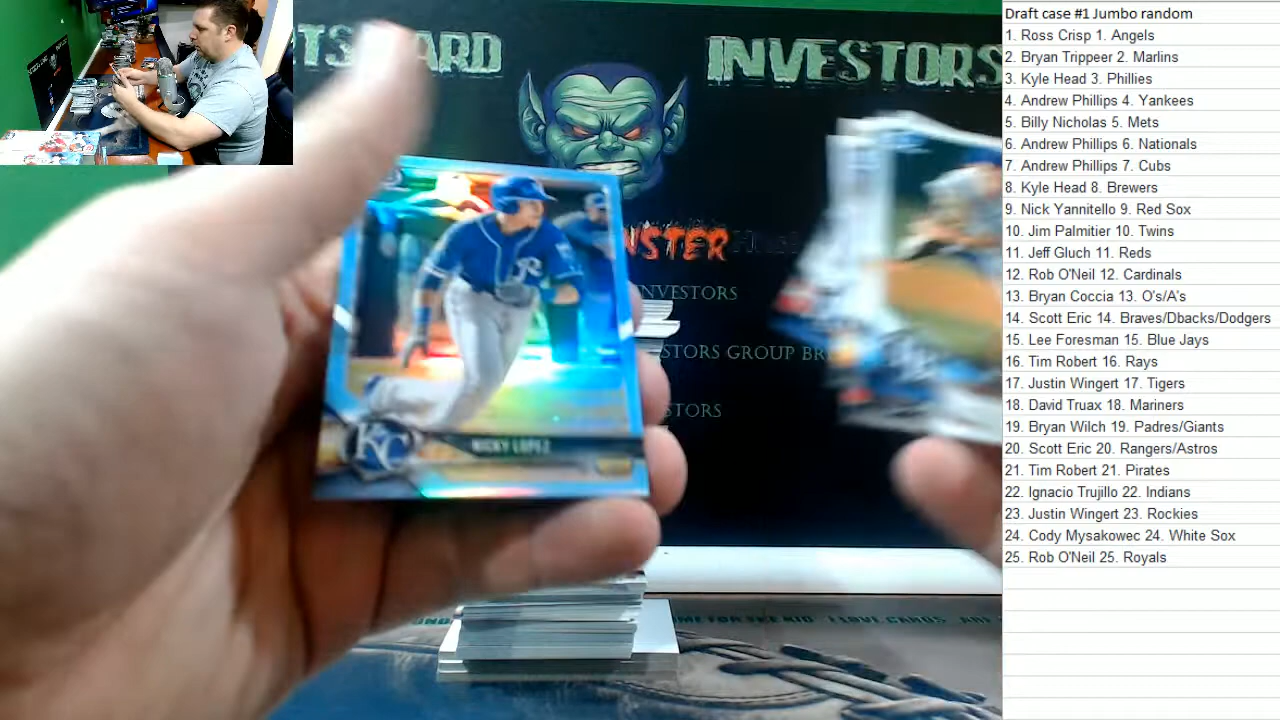 TS CARD INVESTORS
NSTER
INVESTORS
STORS GROUP BR
STORS
R
NICKY LOPEZ
KC
Draft case #1 Jumbo random
1. Ross Crisp 1. Angels
2. Bryan Trippeer 2. Marlins
3. Kyle Head 3. Phillies
4. Andrew Phillips 4. Yankees
5. Billy Nicholas 5. Mets
6. Andrew Phillips 6. Nationals
7. Andrew Phillips 7. Cubs
8. Kyle Head 8. Brewers
9. Nick Yannitello 9. Red Sox
10. Jim Palmitier 10. Twins
11. Jeff Gluch 11. Reds
12. Rob O'Neil 12. Cardinals
13. Bryan Coccia 13. O's/A's
14. Scott Eric 14. Braves/Dbacks/Dodgers
15. Lee Foresman 15. Blue Jays
16. Tim Robert 16. Rays
17. Justin Wingert 17. Tigers
18. David Truax 18. Mariners
19. Bryan Wilch 19. Padres/Giants
20. Scott Eric 20. Rangers/Astros
21. Tim Robert 21. Pirates
22. Ignacio Trujillo 22. Indians
23. Justin Wingert 23. Rockies
24. Cody Mysakowec 24. White Sox
25. Rob O'Neil 25. Royals